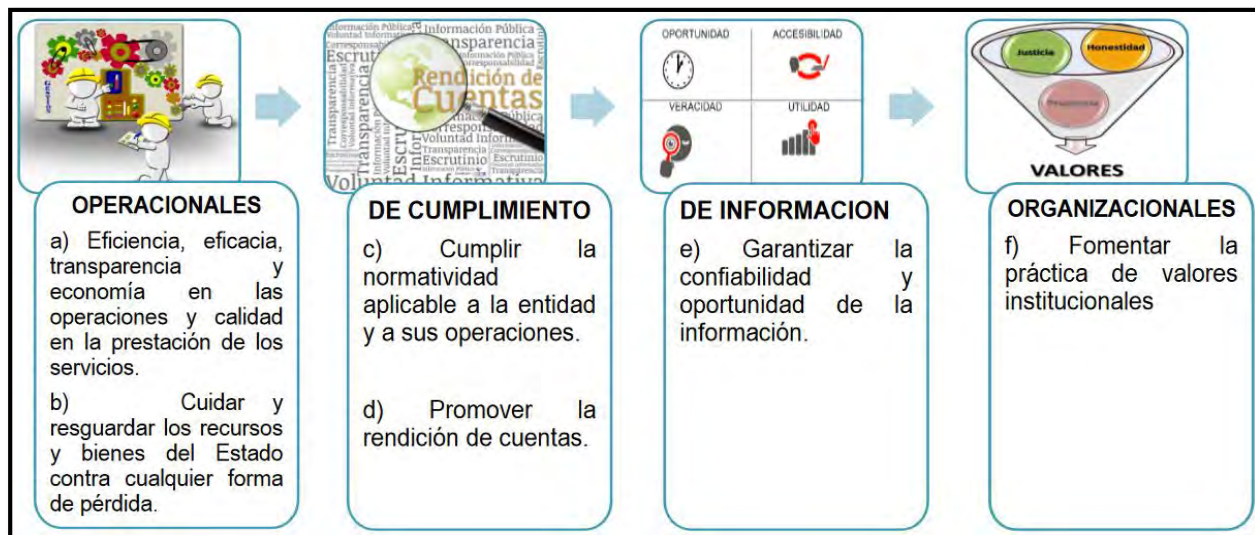 OPERACIONALES
a) Eficiencia, eficacia,
transparencia y
economía en las
operaciones y calidad
en la prestación de los
servicios.
b) Cuidar y
resguardar los recursos
y bienes del Estado
contra cualquier forma
de pérdida.
Información Pública
Transparencia
Escrutinio
Rendición de
Cuentas
Voluntad Informativa
DE CUMPLIMIENTO
c) Cumplir la
normatividad
aplicable a la entidad
y a sus operaciones.
d) Promover la
rendición de cuentas.
OPORTUNIDAD
ACCESIBILIDAD
VERACIDAD
UTILIDAD
DE INFORMACION
e) Garantizar la
confiabilidad y
oportunidad de la
información.
Justicia
Honestidad
VALORES
ORGANIZACIONALES
f) Fomentar la
práctica de valores
institucionales